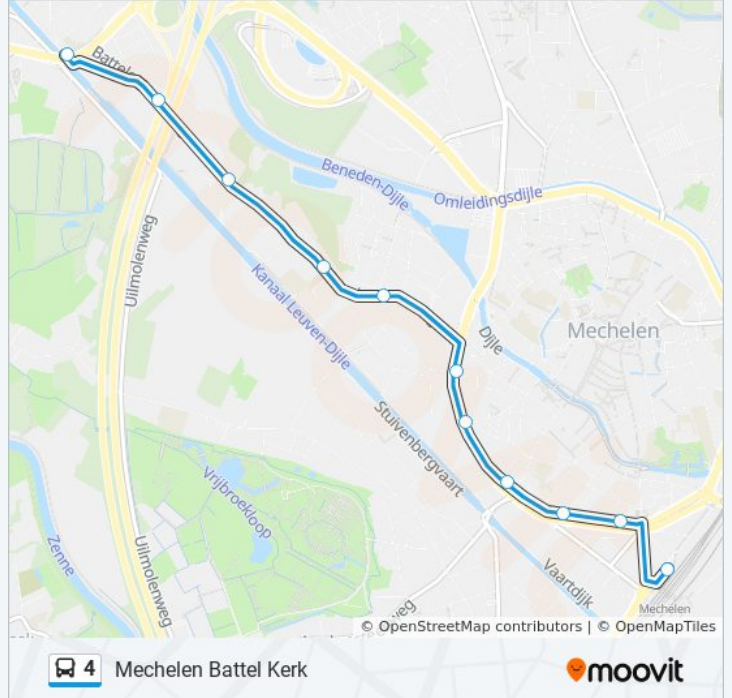 Battel
Beneden-Dijle
Omleidingsdijle
Uilmolenweg
Kanaal Leuven-Dijle
Dijle
Mechelen
Stuivenbergvaart
Vrijbroekloop
Zenne
Uilmolenweg
Vaartdijk
Mechelen
© OpenStreetMap contributors | © OpenMapTiles
4 Mechelen Battel Kerk
moovit